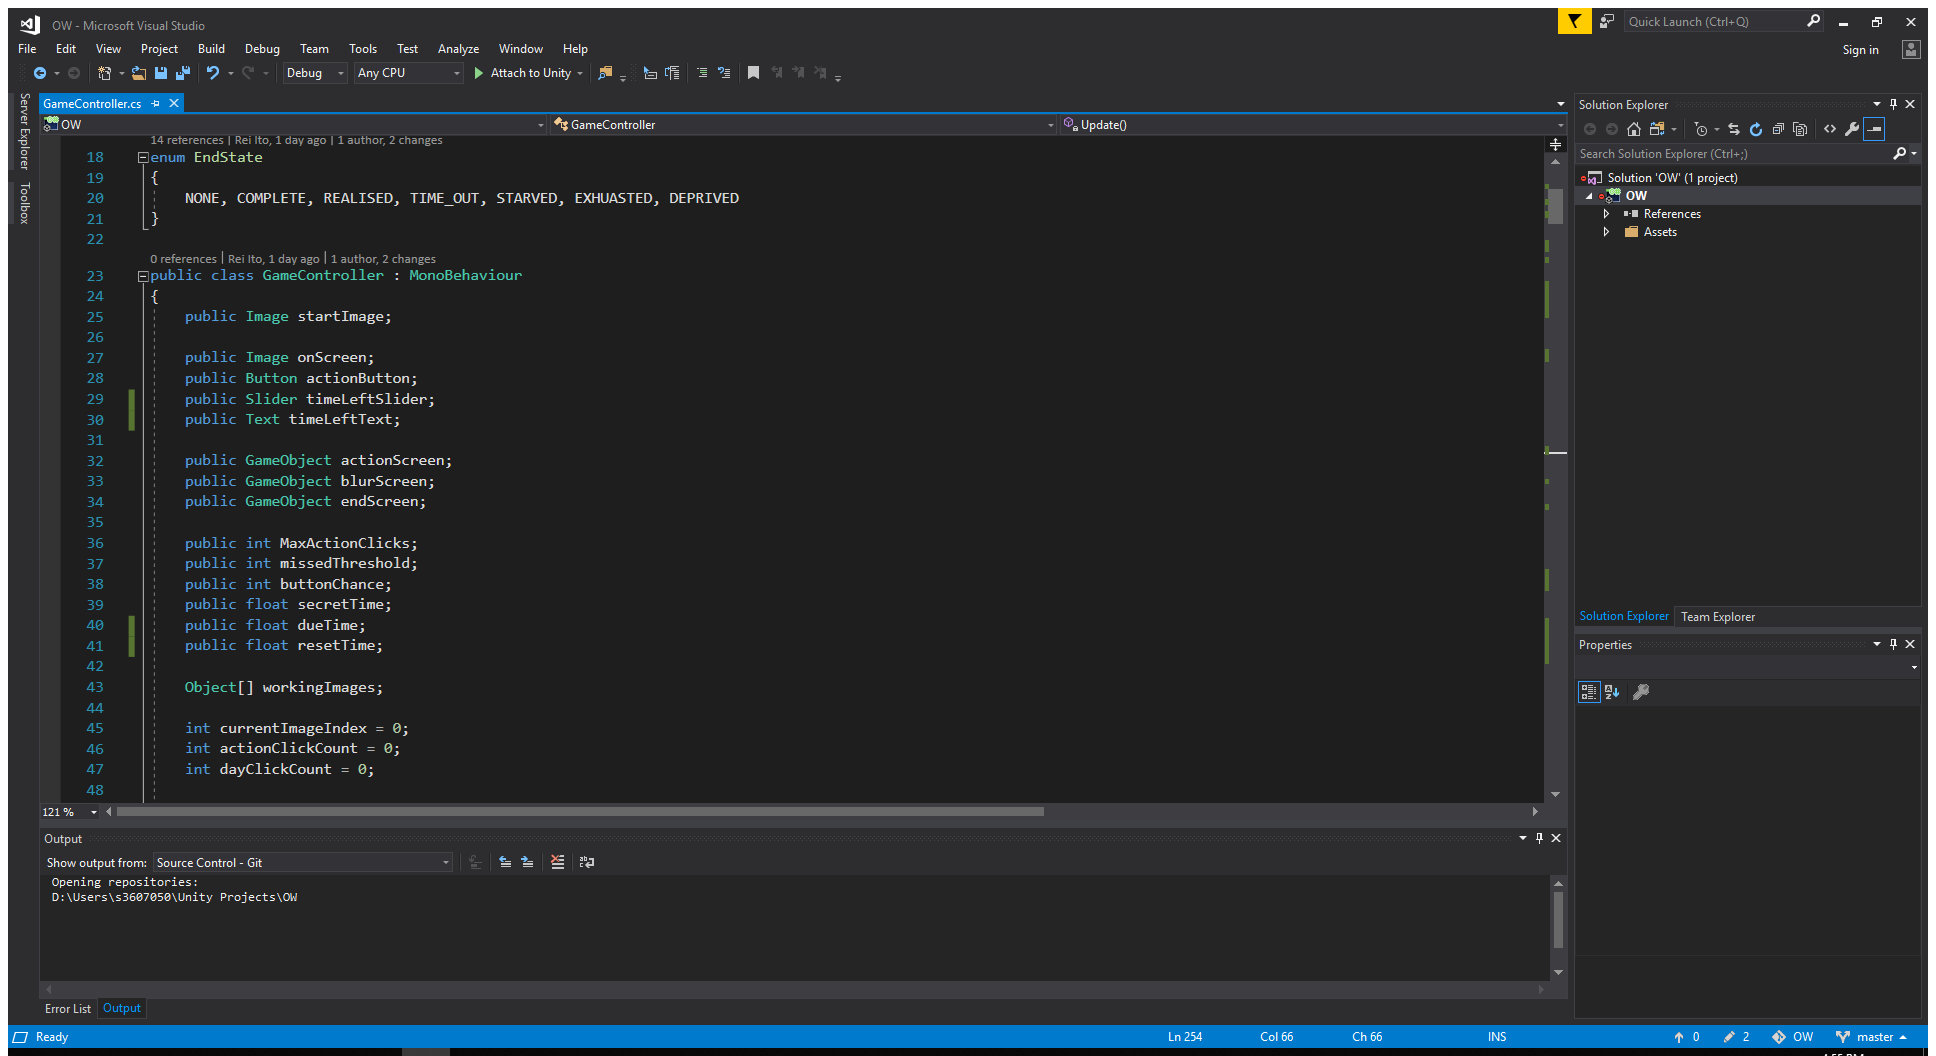 OW - Microsoft Visual Studio
Quick Launch (Ctrl+Q)
File Edit View Project Build Debug Team Tools Test Analyze Window Help
Sign in
Debug Any CPU Attach to Unity
Server Explorer
Toolbox
GameController.cs
OW GameController Update()
14 references | Rei Ito, 1 day ago | 1 author, 2 changes
18 enum EndState
19 {
20 NONE, COMPLETE, REALISED, TIME_OUT, STARVED, EXHUASTED, DEPRIVED
21 }
22
0 references | Rei Ito, 1 day ago | 1 author, 2 changes
23 public class GameController : MonoBehaviour
24 {
25 public Image startImage;
26
27 public Image onScreen;
28 public Button actionButton;
29 public Slider timeLeftSlider;
30 public Text timeLeftText;
31
32 public GameObject actionScreen;
33 public GameObject blurScreen;
34 public GameObject endScreen;
35
36 public int MaxActionClicks;
37 public int missedThreshold;
38 public int buttonChance;
39 public float secretTime;
40 public float dueTime;
41 public float resetTime;
42
43 Object[] workingImages;
44
45 int currentImageIndex = 0;
46 int actionClickCount = 0;
47 int dayClickCount = 0;
48
121 %
Output
Show output from: Source Control - Git
Opening repositories:
D:\Users\s3607050\Unity Projects\OW
Error List Output
Solution Explorer
Search Solution Explorer (Ctrl+;)
Solution 'OW' (1 project)
OW
References
Assets
Solution Explorer Team Explorer
Properties
Ready Ln 254 Col 66 Ch 66 INS 0 2 OW master